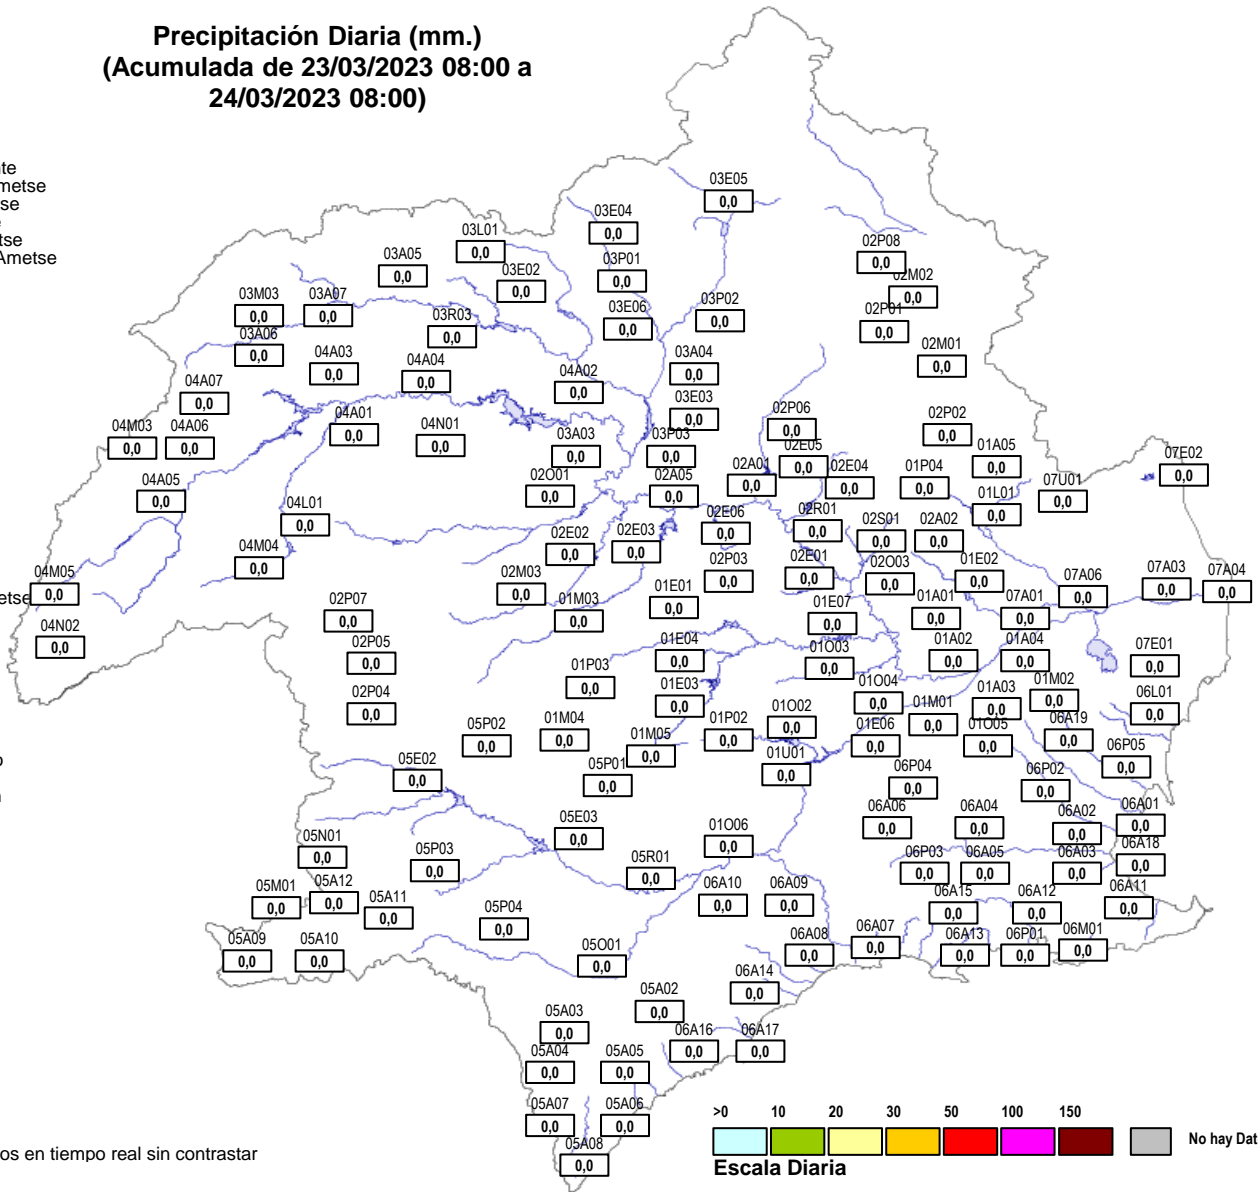 Precipitación Diaria (mm.)
(Acumulada de 23/03/2023 08:00 a
24/03/2023 08:00)
03E05
0,0
03E04
0,0
03L01
0,0
02P08
0,0
03A05
0,0
03P01
0,0
03E02
0,0
02M02
0,0
03M03
0,0
03A07
0,0
03P02
0,0
03E06
0,0
02P01
0,0
03R03
0,0
03A06
0,0
02M01
0,0
04A03
0,0
03A04
0,0
04A04
0,0
04A02
0,0
04A07
0,0
03E03
0,0
02P06
0,0
04A01
0,0
02P02
0,0
04M03
0,0
04A06
0,0
04N01
0,0
03A03
0,0
03P03
0,0
02E05
0,0
01A05
0,0
07E02
0,0
02A01
0,0
02E04
0,0
01P04
0,0
02O01
0,0
02A05
0,0
07U01
0,0
04A05
0,0
01L01
0,0
04L01
0,0
02R01
0,0
02E06
0,0
02S01
0,0
02A02
0,0
02E02
0,0
02E03
0,0
04M04
0,0
02P03
0,0
02E01
0,0
02O03
0,0
01E02
0,0
04M05
0,0
02M03
0,0
07A03
0,0
07A04
0,0
07A06
0,0
01E01
0,0
02P07
0,0
01M03
0,0
01E07
0,0
01A01
0,0
07A01
0,0
04N02
0,0
02P05
0,0
01E04
0,0
01O03
0,0
01A02
0,0
01A04
0,0
07E01
0,0
01P03
0,0
01E03
0,0
01O04
0,0
01A03
0,0
01M02
0,0
02P04
0,0
06L01
0,0
01O02
0,0
01M01
0,0
05P02
0,0
01M04
0,0
01P02
0,0
01E06
0,0
01O05
0,0
06A19
0,0
01M05
0,0
01U01
0,0
06P05
0,0
05E02
0,0
05P01
0,0
06P04
0,0
06P02
0,0
06A06
0,0
06A04
0,0
06A02
0,0
06A01
0,0
05E03
0,0
01O06
0,0
05N01
0,0
05P03
0,0
05R01
0,0
06P03
0,0
06A05
0,0
06A03
0,0
06A18
0,0
05M01
0,0
05A12
0,0
05A11
0,0
06A10
0,0
06A09
0,0
06A15
0,0
06A12
0,0
06A11
0,0
05P04
0,0
05A09
0,0
05A10
0,0
05O01
0,0
06A08
0,0
06A07
0,0
06A13
0,0
06P01
0,0
06M01
0,0
06A14
0,0
05A02
0,0
05A03
0,0
06A16
0,0
06A17
0,0
05A04
0,0
05A05
0,0
05A07
0,0
05A06
0,0
05A08
0,0
>0 10 20 30 50 100 150
No hay Dat
Escala Diaria
os en tiempo real sin contrastar